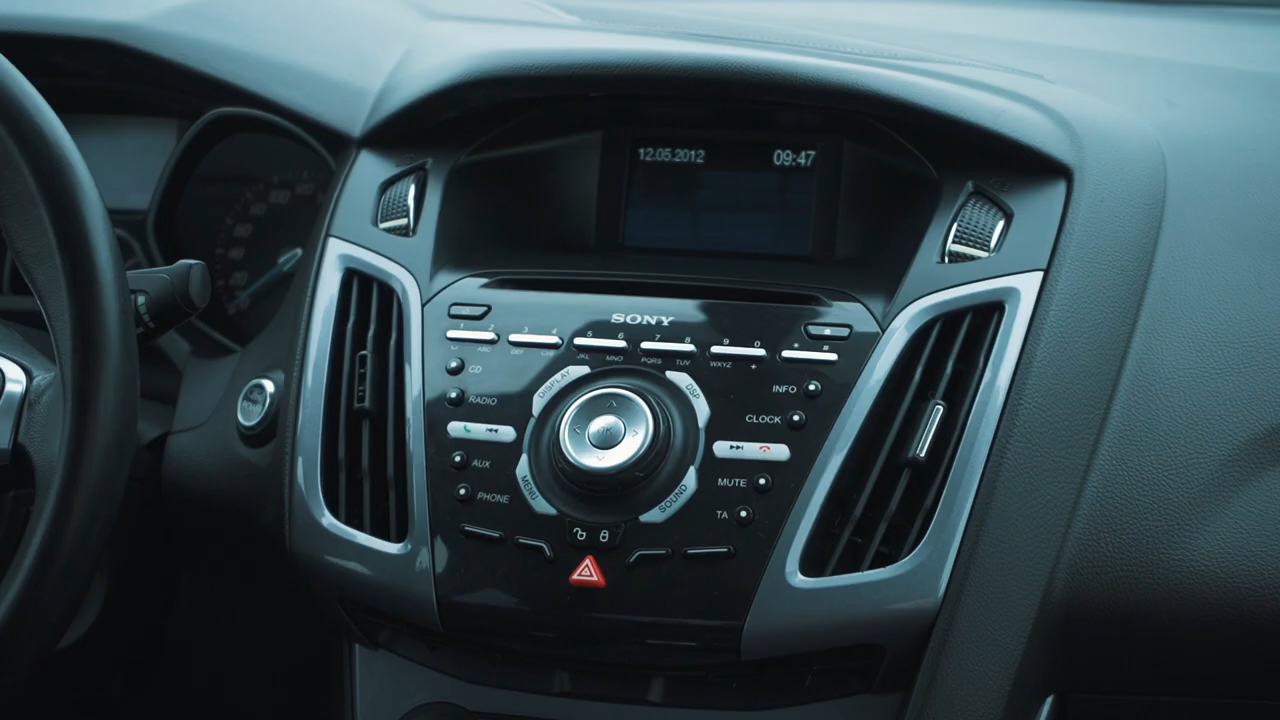 12.05.2012 09:47
SONY
1 2 3 4 5 6 7 8 9 0 * #
ABC DEF GHI JKL MNO PQRS TUV WXYZ +
CD
DISPLAY
DSP
INFO
RADIO
CLOCK
OK
AUX
MUTE
MENU
SOUND
PHONE
TA
POWER